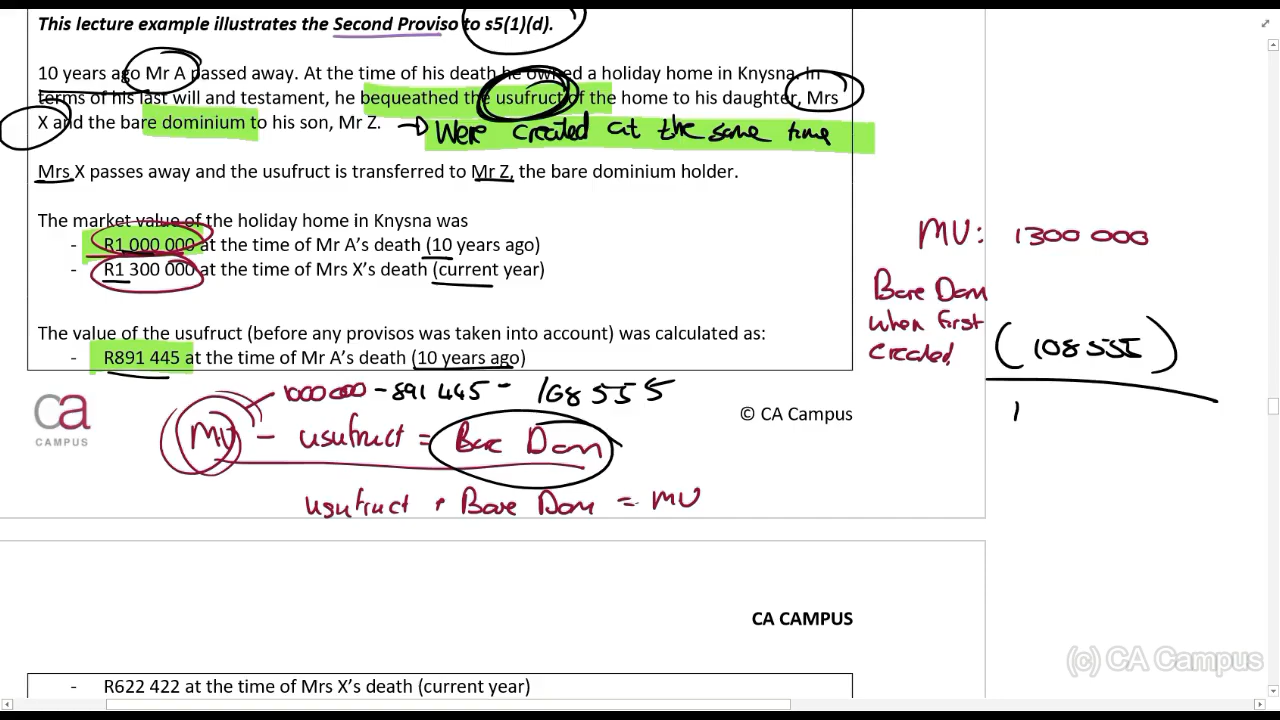 This lecture example illustrates the Second Proviso to s5(1)(d).
10 years ago Mr A passed away. At the time of his death he owned a holiday home in Knysna. In
terms of his last will and testament, he bequeathed the usufruct of the home to his daughter, Mrs
X and the bare dominium to his son, Mr Z.
→ Were created at the same time
Mrs X passes away and the usufruct is transferred to Mr Z, the bare dominium holder.
The market value of the holiday home in Knysna was
- R1 000 000 at the time of Mr A's death (10 years ago)
- R1 300 000 at the time of Mrs X's death (current year)
MV: 1300 000
Bare Dom
when first
created
(108 555)
1
The value of the usufruct (before any provisos was taken into account) was calculated as:
- R891 445 at the time of Mr A's death (10 years ago)
1000 000 - 891 445 = 108 555
ca
CAMPUS
© CA Campus
MV - usufruct = Bare Dom
usufruct + Bare Dom = MV
CA CAMPUS
(c) CA Campus
- R622 422 at the time of Mrs X's death (current year)